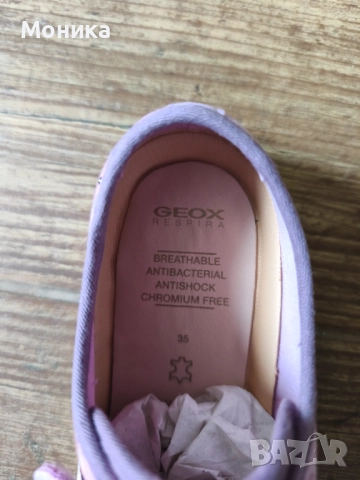 Моника
GEOX
RESPIRA
BREATHABLE
ANTIBACTERIAL
ANTISHOCK
CHROMIUM FREE
35
BAZAR